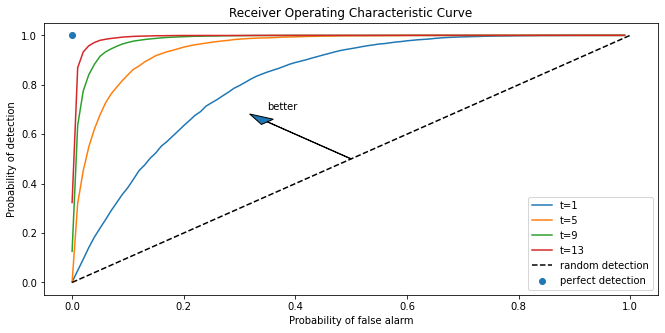 Receiver Operating Characteristic Curve
Probability of detection
1.0
0.8
0.6
0.4
0.2
0.0
better
t=1
t=5
t=9
t=13
random detection
perfect detection
0.0 0.2 0.4 0.6 0.8 1.0
Probability of false alarm